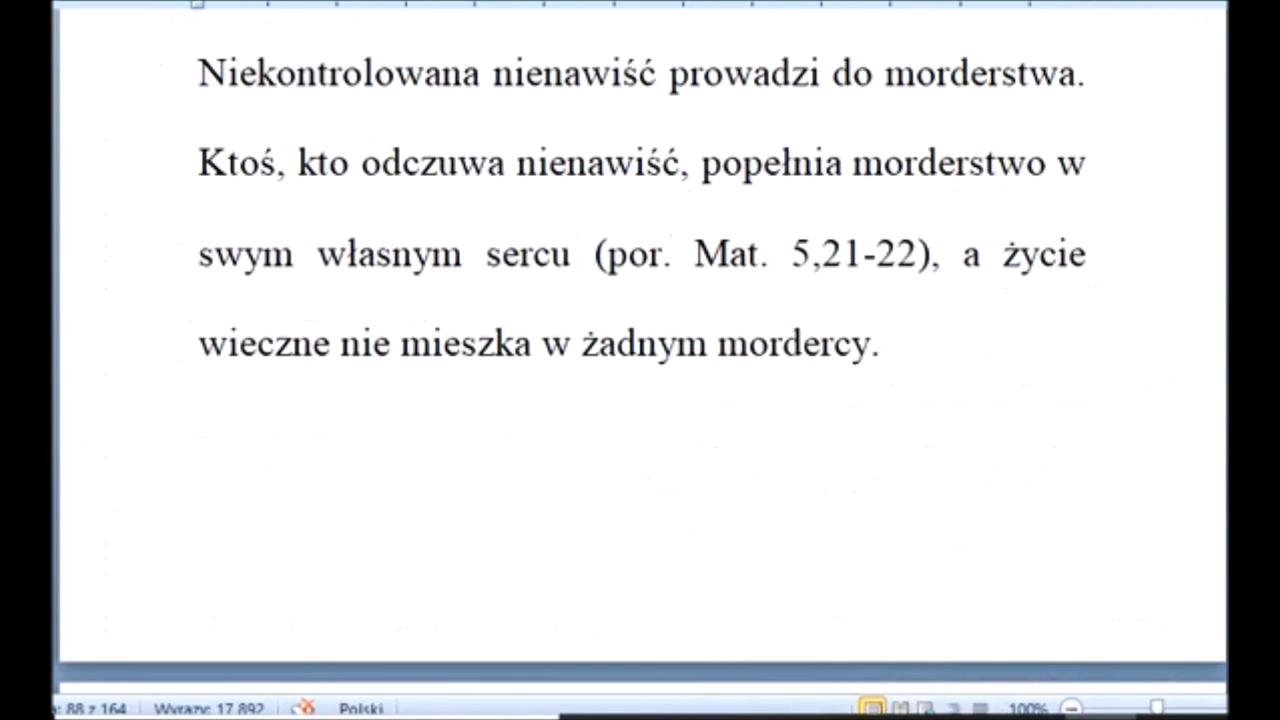 Niekontrolowana nienawiść prowadzi do morderstwa.
Ktoś, kto odczuwa nienawiść, popełnia morderstwo w
swym własnym sercu (por. Mat. 5,21-22), a życie
wieczne nie mieszka w żadnym mordercy.
: 88 z 164 Wyrazy: 17 892 Polski 100%